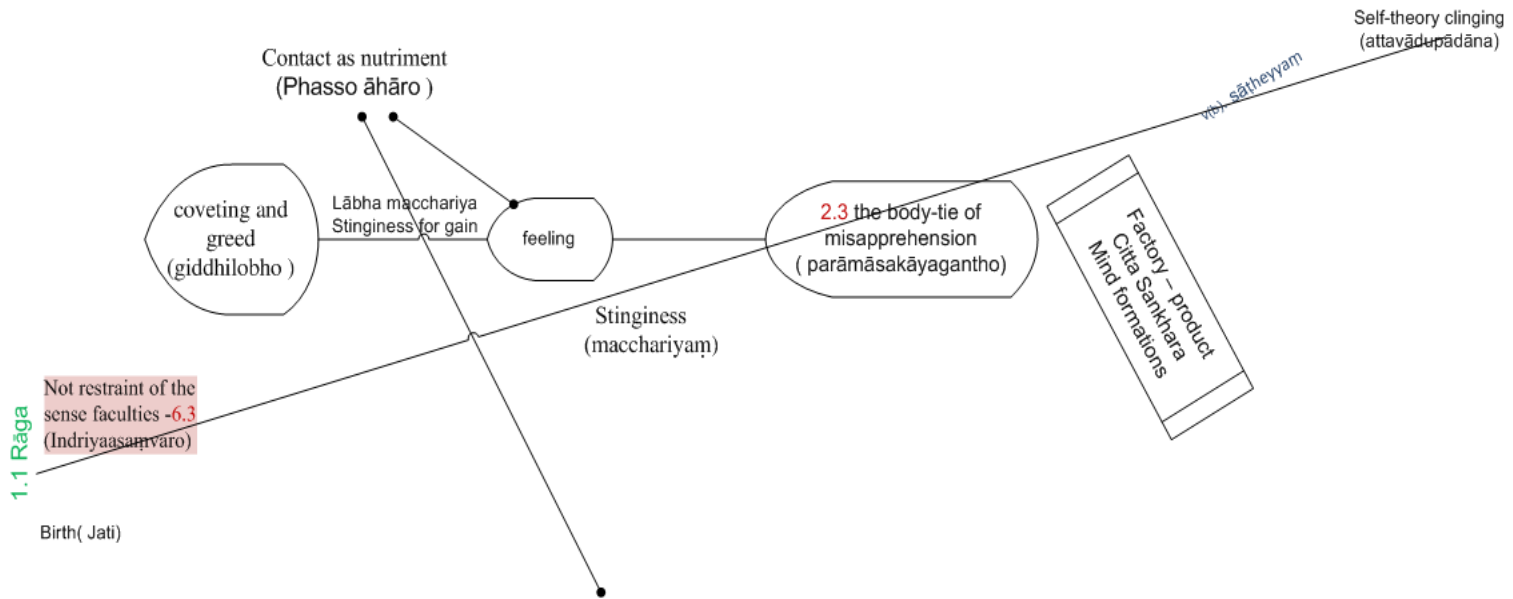 Self-theory clinging
(attavādupādāna)
v(b). sāṭheyyaṃ
Contact as nutriment
(Phasso āhāro )
coveting and
greed
(giddhilobho )
Lābha macchariya
Stinginess for gain
feeling
2.3 the body-tie of
misapprehension
( parāmāsakāyagantho)
Factory – product
Citta Sankhara
Mind formations
Stinginess
(macchariyaṃ)
Not restraint of the
sense faculties -6.3
(Indriyaasaṃvaro)
1.1 Rāga
Birth( Jati)